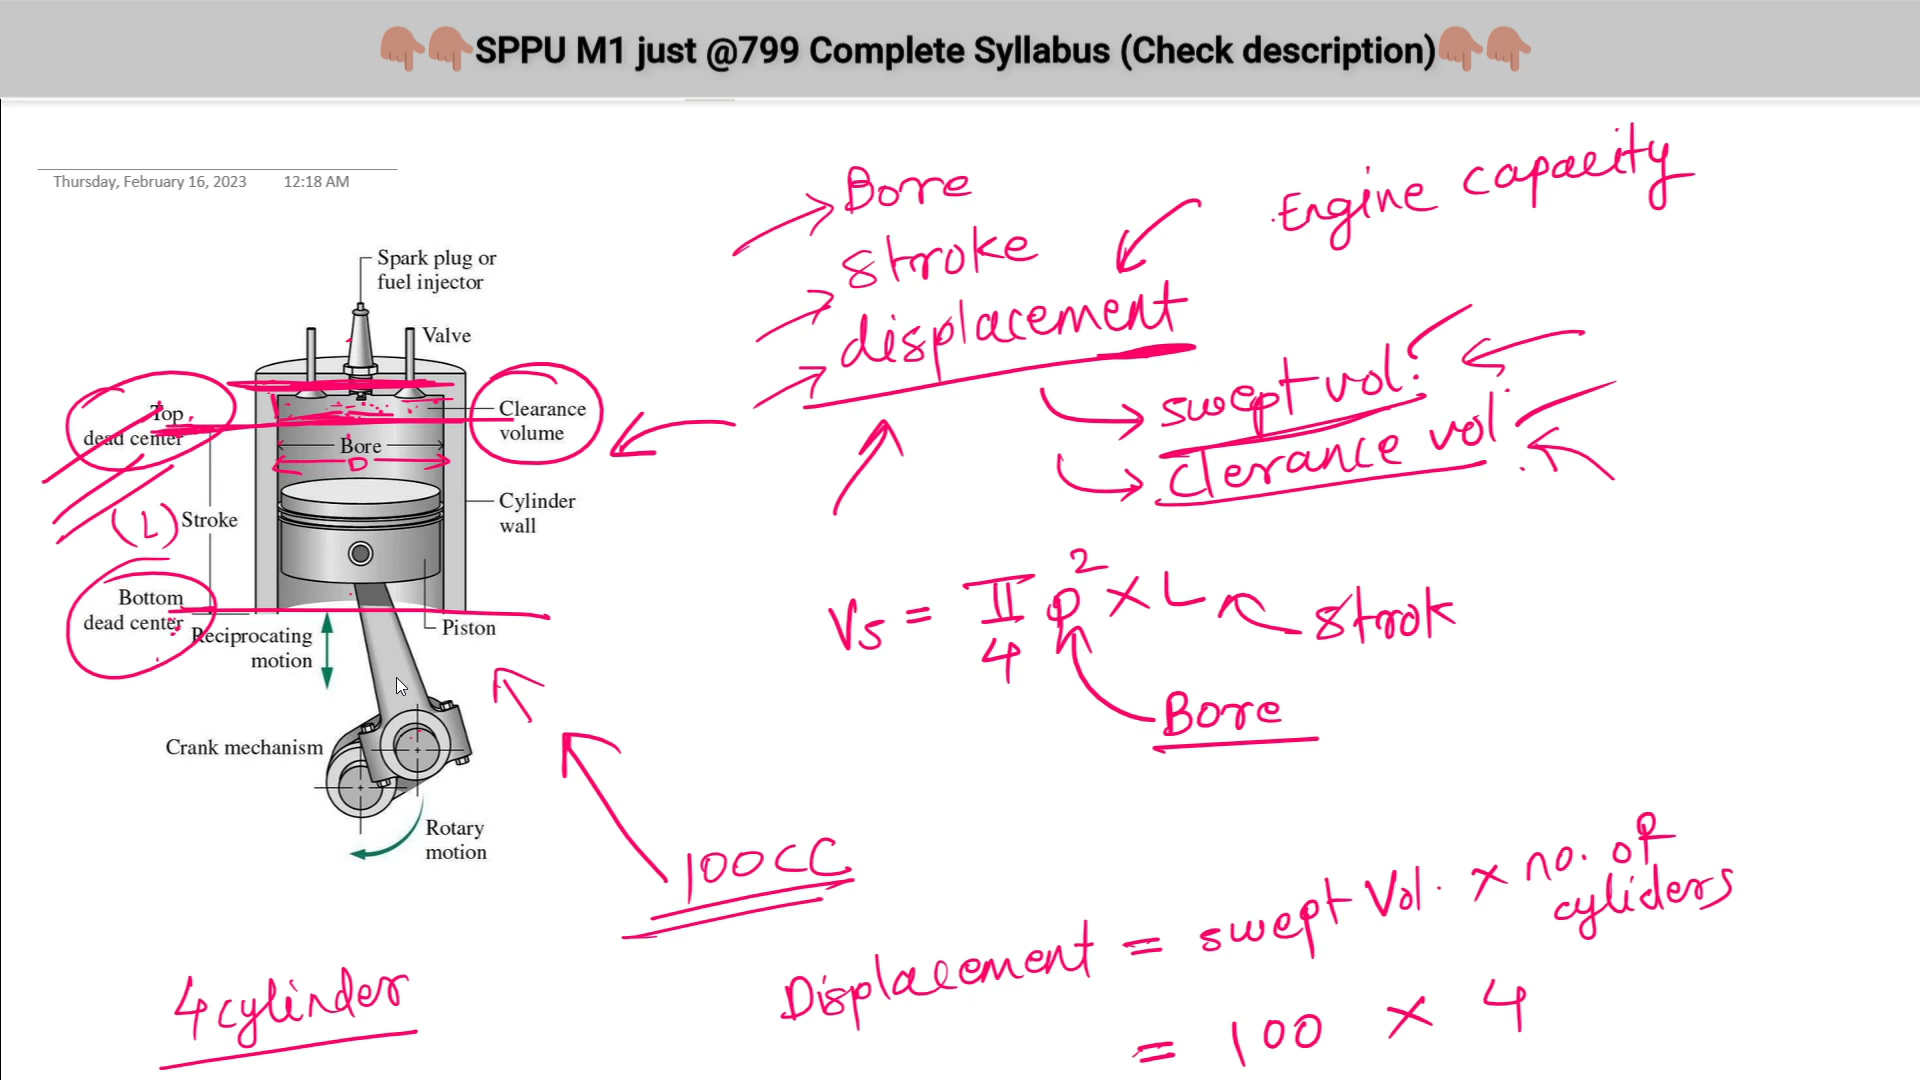 👇👇SPPU M1 just @799 Complete Syllabus (Check description)👇👇
Thursday, February 16, 2023 12:18 AM
Spark plug or
fuel injector
Valve
Top
dead center
Clearance
volume
Bore
D
Cylinder
wall
(L) Stroke
Bottom
dead center
Reciprocating
motion
Piston
Crank mechanism
Rotary
motion
100CC
4 cylinder
Bore
stroke
displacement
Engine capacity
swept vol.
clerance vol.
Vs = π/4 D² × L
strok
Bore
Displacement = swept Vol. × no. of
cyliders
= 100 × 4